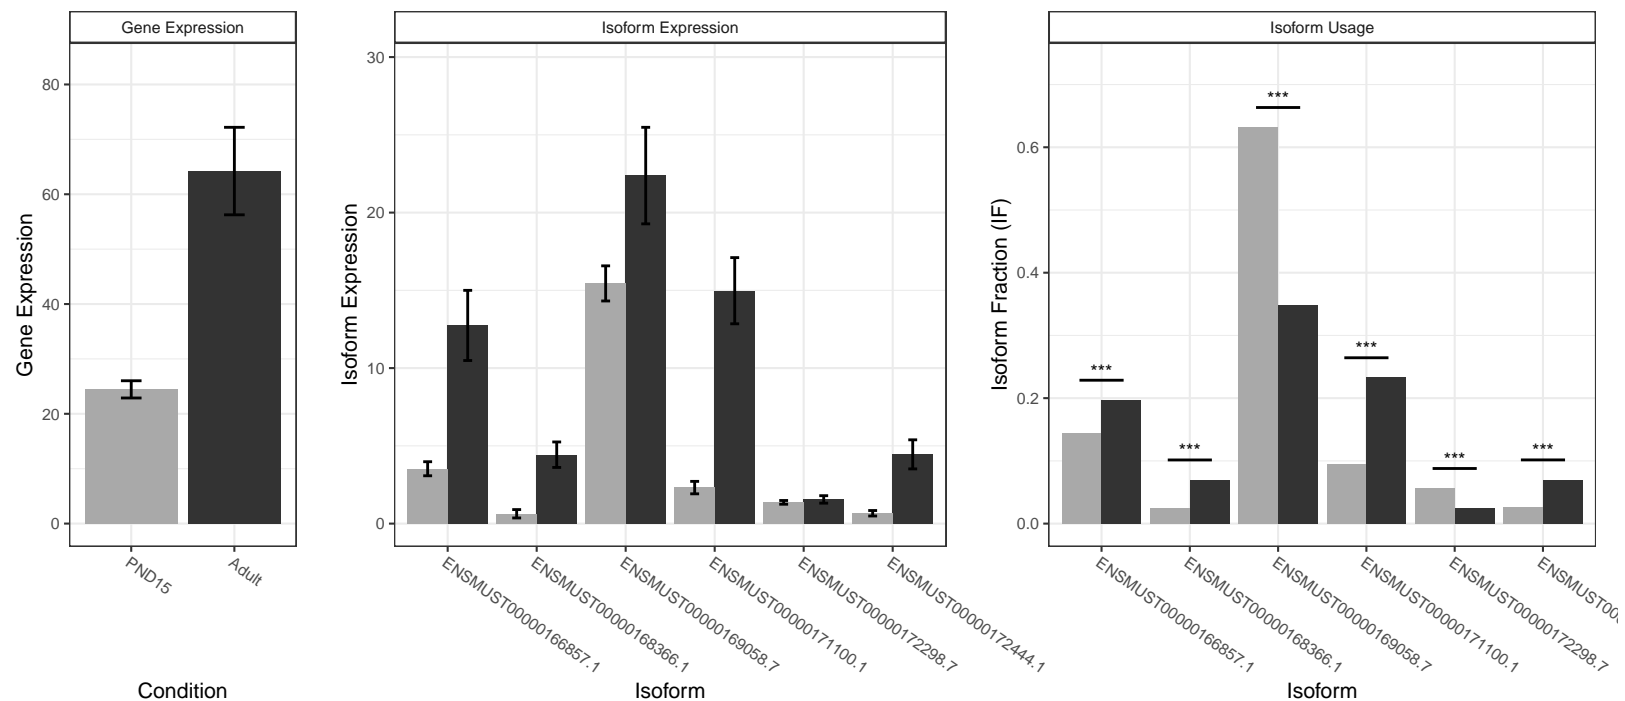 Gene Expression
Isoform Expression
Isoform Usage
Gene Expression
80
60
40
20
0
PND15
Adult
Condition
Isoform Expression
30
20
10
0
ENSMUST00000166857.1
ENSMUST00000168366.1
ENSMUST00000169058.7
ENSMUST00000171100.1
ENSMUST00000172298.7
ENSMUST00000172444.1
Isoform
Isoform Fraction (IF)
0.6
0.4
0.2
0.0
***
***
***
***
***
***
ENSMUST00000166857.1
ENSMUST00000168366.1
ENSMUST00000169058.7
ENSMUST00000171100.1
ENSMUST00000172298.7
Isoform